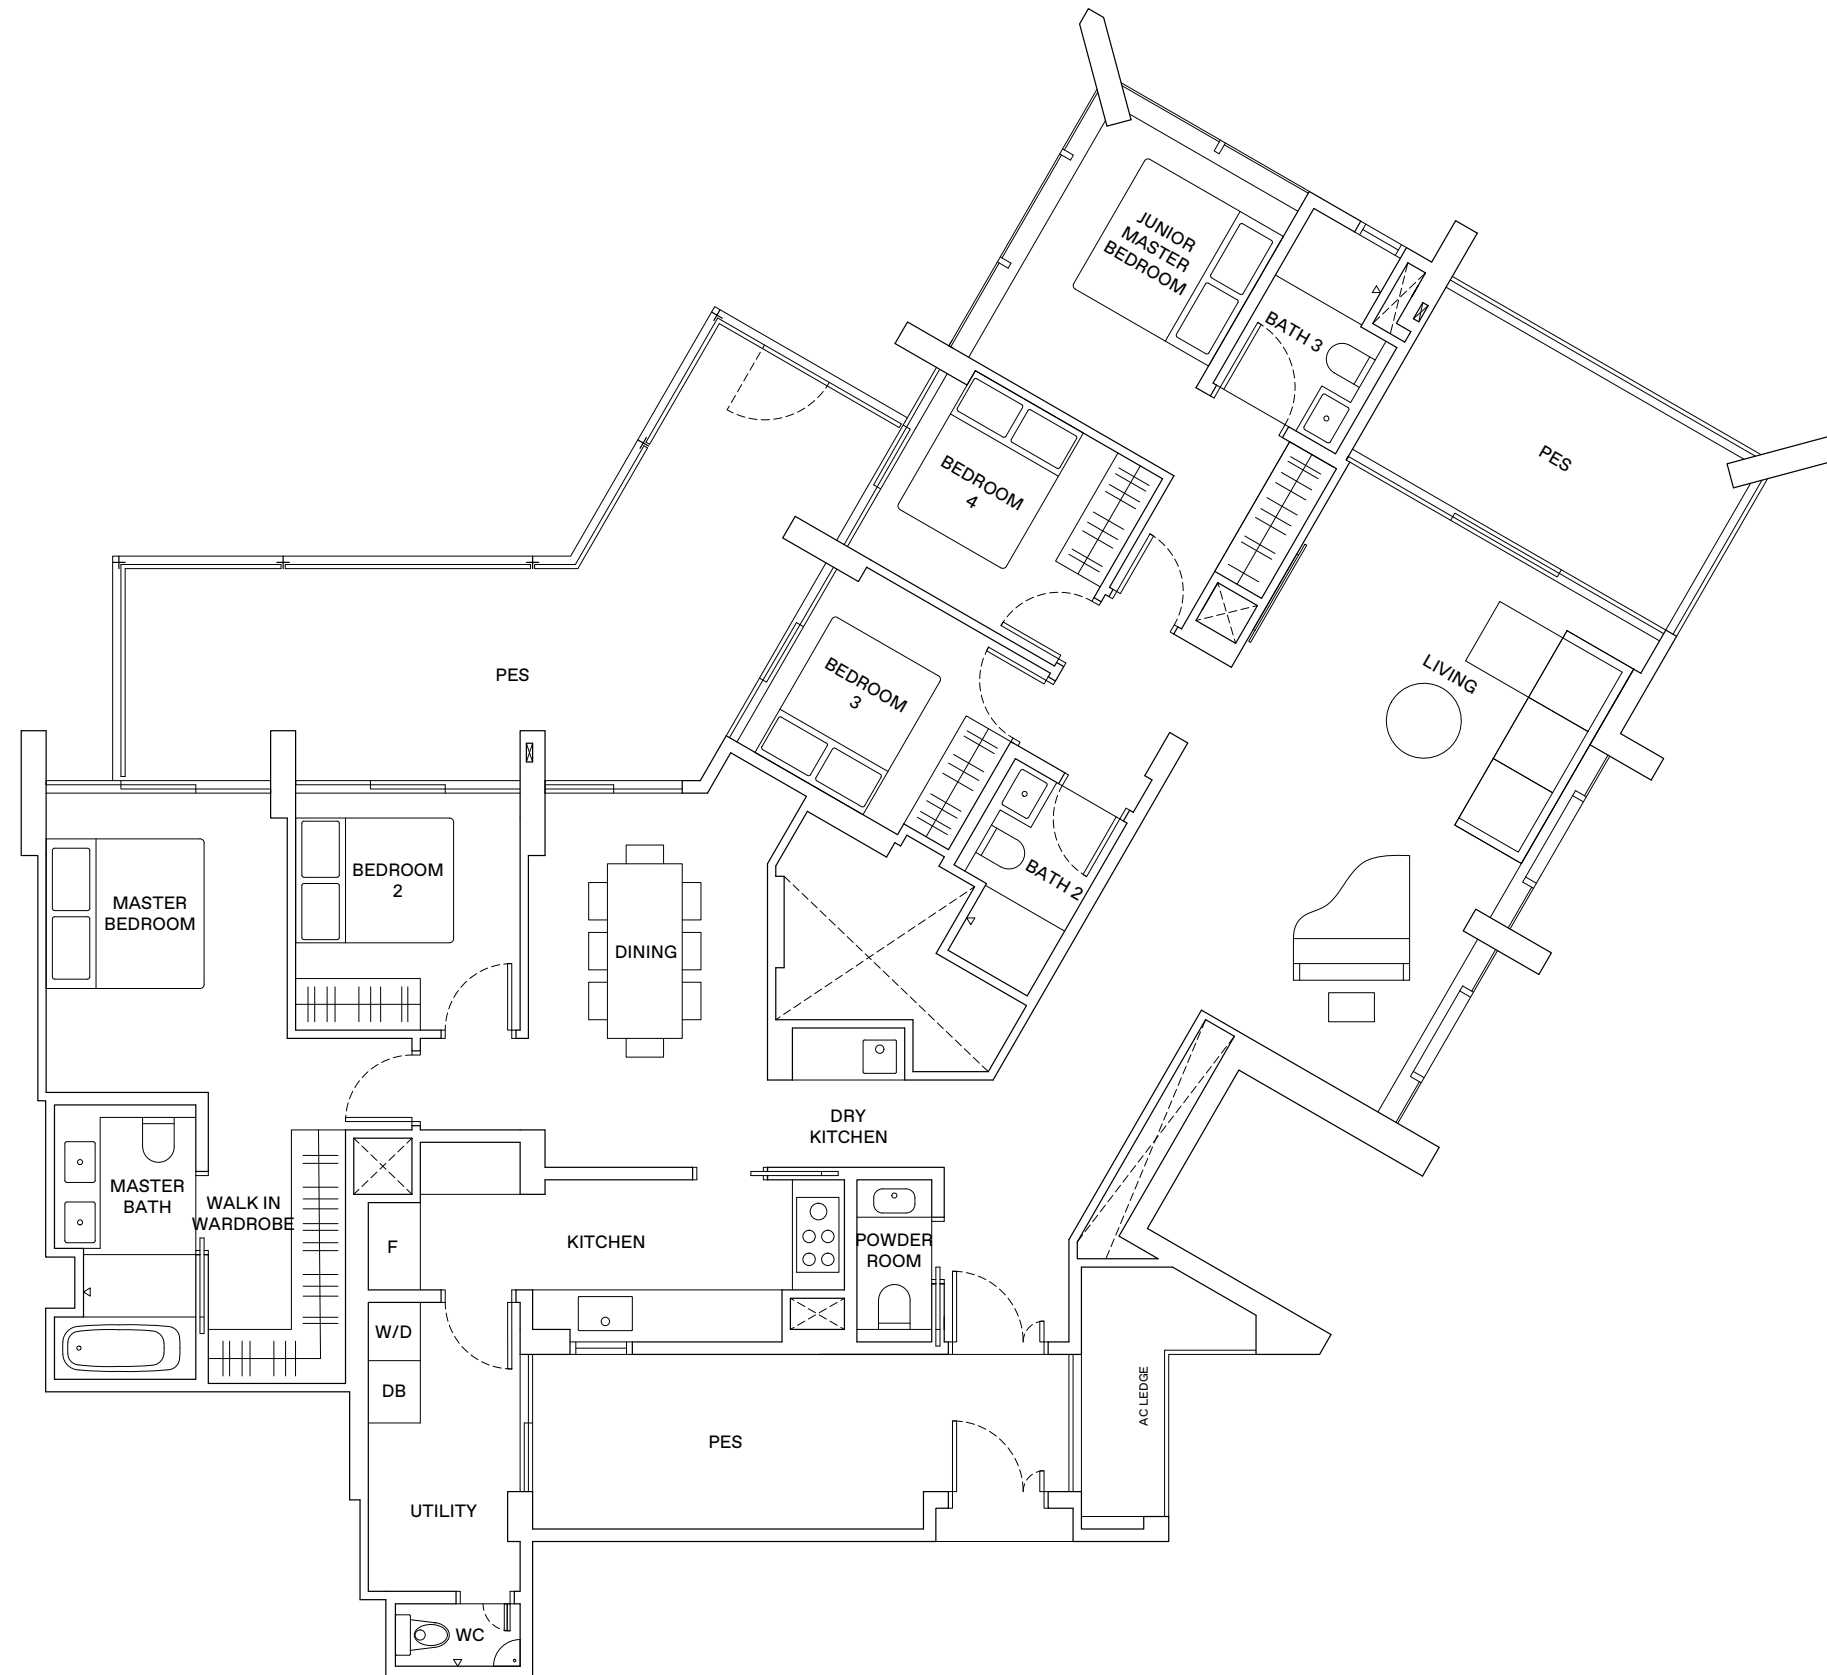 JUNIOR
MASTER
BEDROOM
BATH 3
PES
BEDROOM
4
LIVING
PES
BEDROOM
3
BATH 2
BEDROOM
2
MASTER
BEDROOM
DINING
DRY
KITCHEN
MASTER
BATH
WALK IN
WARDROBE
F
KITCHEN
POWDER
ROOM
W/D
DB
PES
AC LEDGE
UTILITY
WC